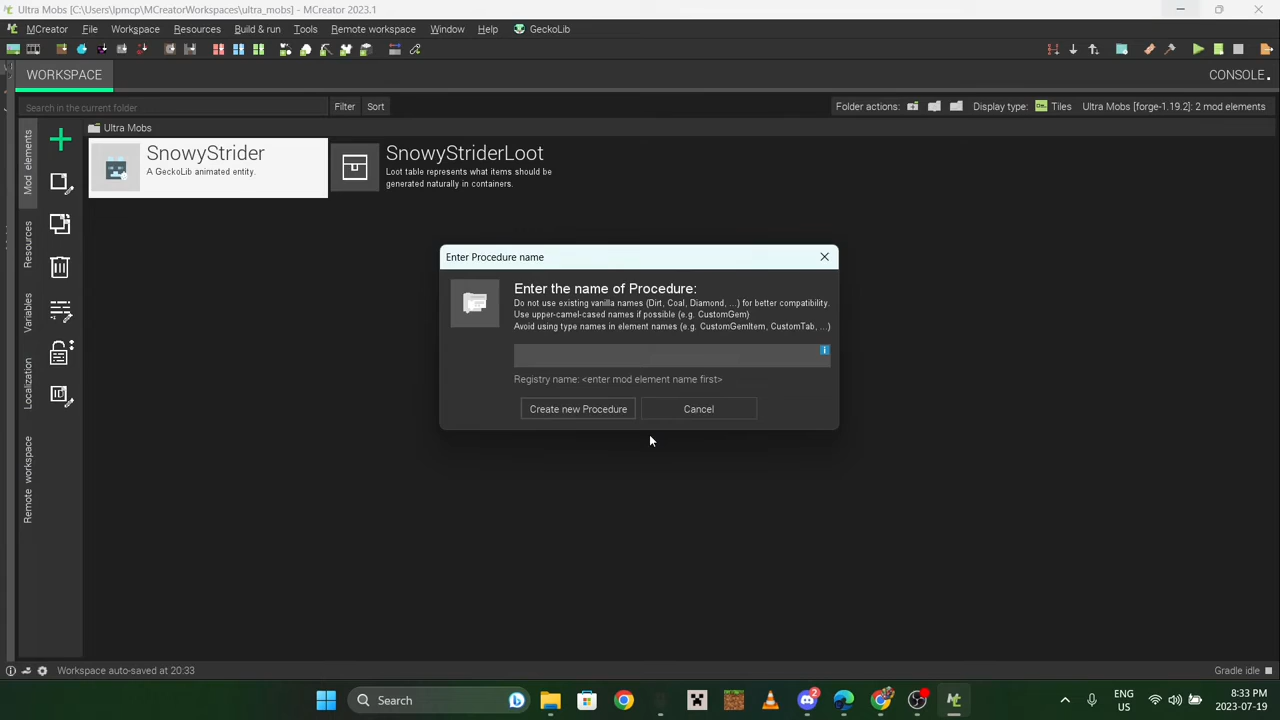 Ultra Mobs [C:\Users\lpmcp\MCreatorWorkspaces\ultra_mobs] - MCreator 2023.1
MCreator File Workspace Resources Build & run Tools Remote workspace Window Help GeckoLib
WORKSPACE
CONSOLE
Search in the current folder
Filter
Sort
Folder actions:
Display type: Tiles
Ultra Mobs [forge-1.19.2]: 2 mod elements
Ultra Mobs
Mod elements
Resources
Variables
Localization
Remote workspace
SnowyStrider
A GeckoLib animated entity.
SnowyStriderLoot
Loot table represents what items should
be generated naturally in containers.
Enter Procedure name
Enter the name of Procedure:
Do not use existing vanilla names (Dirt, Coal, Diamond, ...) for better compatibility.
Use upper-camel-cased names if possible (e.g. CustomGem)
Avoid using type names in element names (e.g. CustomGemItem, CustomTab, ...)
Registry name: <enter mod element name first>
Create new Procedure
Cancel
Workspace auto-saved at 20:33
Gradle idle
Search
2
ENG
US
8:33 PM
2023-07-19